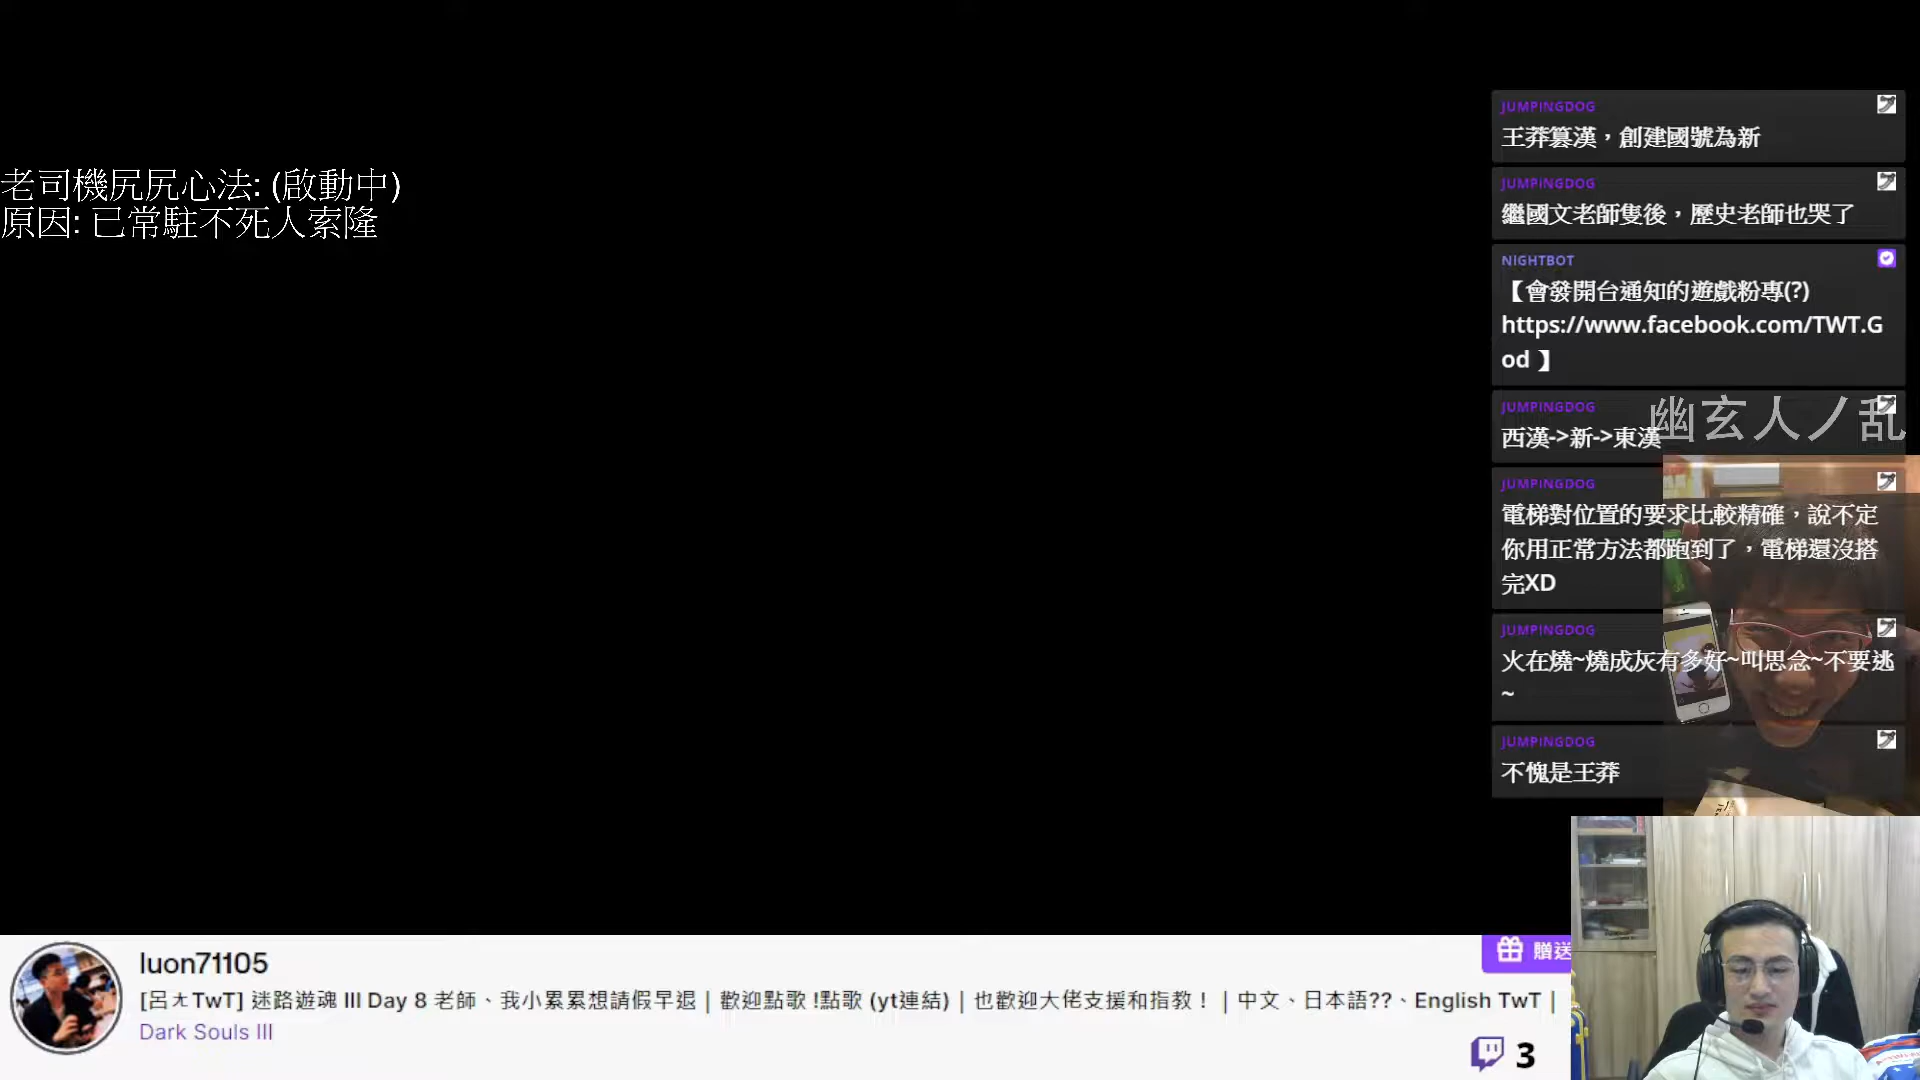 老司機尻尻心法: (啟動中)
原因: 已常駐不死人索隆
JUMPINGDOG
王莽篡漢，創建國號為新
JUMPINGDOG
繼國文老師隻後，歷史老師也哭了
NIGHTBOT
【會發開台通知的遊戲粉專(?)
https://www.facebook.com/TWT.G
od 】
JUMPINGDOG
西漢->新->東漢
幽玄人ノ乱
JUMPINGDOG
電梯對位置的要求比較精確，說不定
你用正常方法都跑到了，電梯還沒搭
完XD
JUMPINGDOG
火在燒~燒成灰有多好~叫思念~不要逃
~
JUMPINGDOG
不愧是王莽
luon71105
贈送
[呂ㄤTwT] 迷路遊魂 III Day 8 老師、我小累累想請假早退 | 歡迎點歌 !點歌 (yt連結) | 也歡迎大佬支援和指教！ | 中文、日本語??、English TwT |
Dark Souls III
3